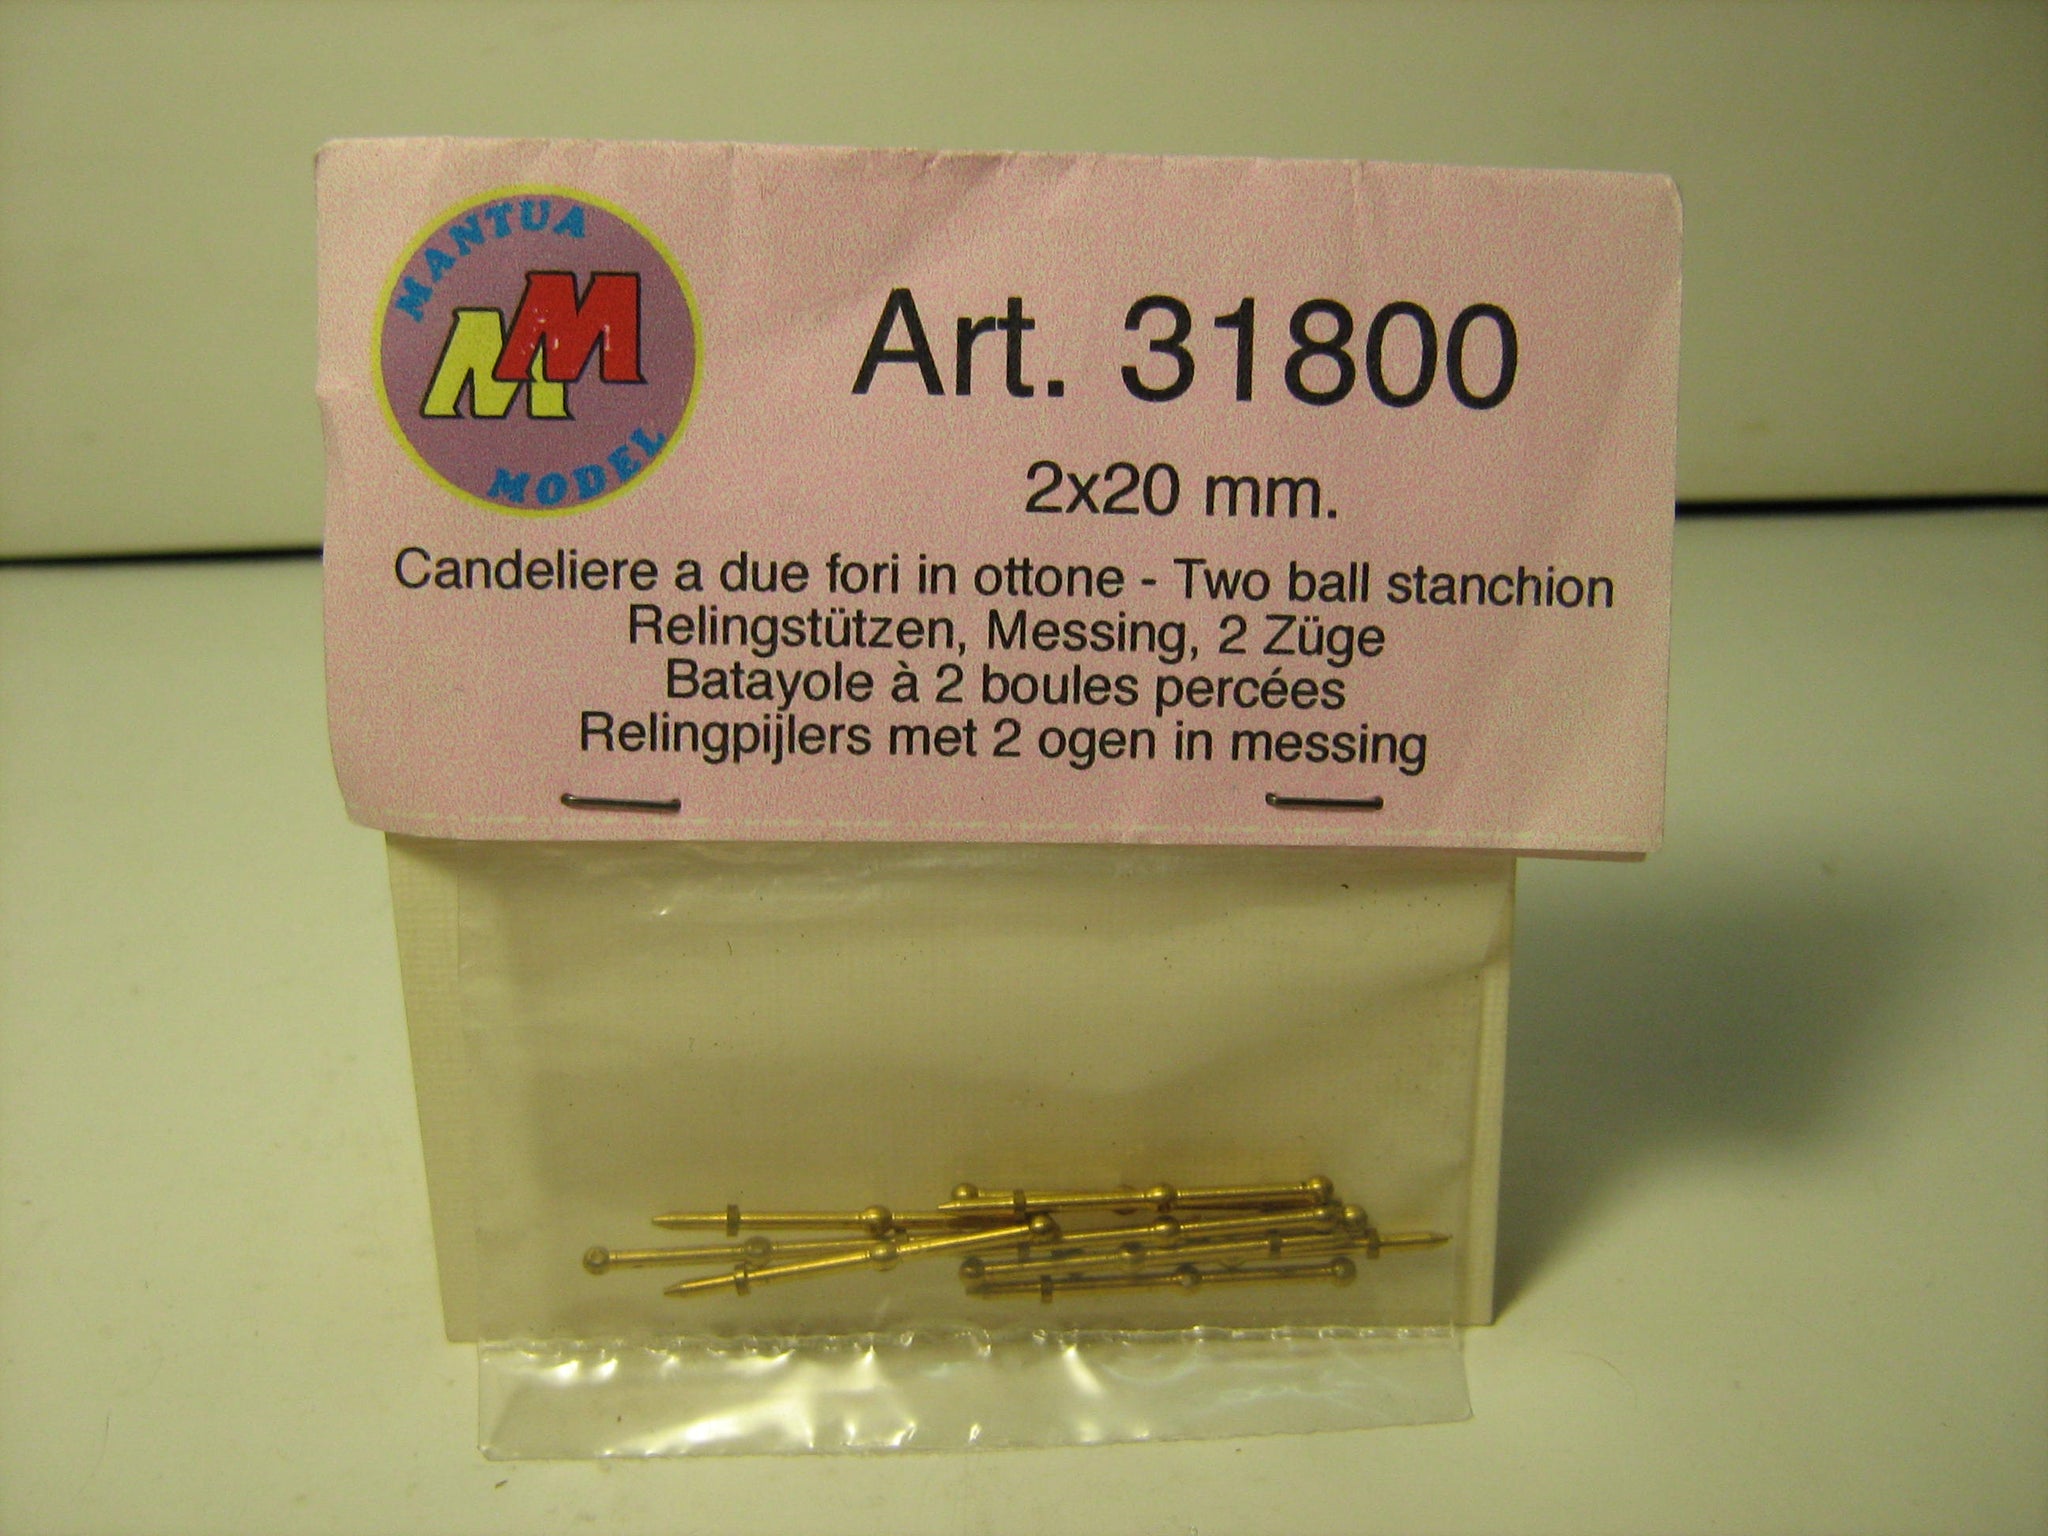 MANTUA
MM
MODEL
Art. 31800
2x20 mm.
Candeliere a due fori in ottone - Two ball stanchion
Relingstützen, Messing, 2 Züge
Batayole à 2 boules percées
Relingpijlers met 2 ogen in messing